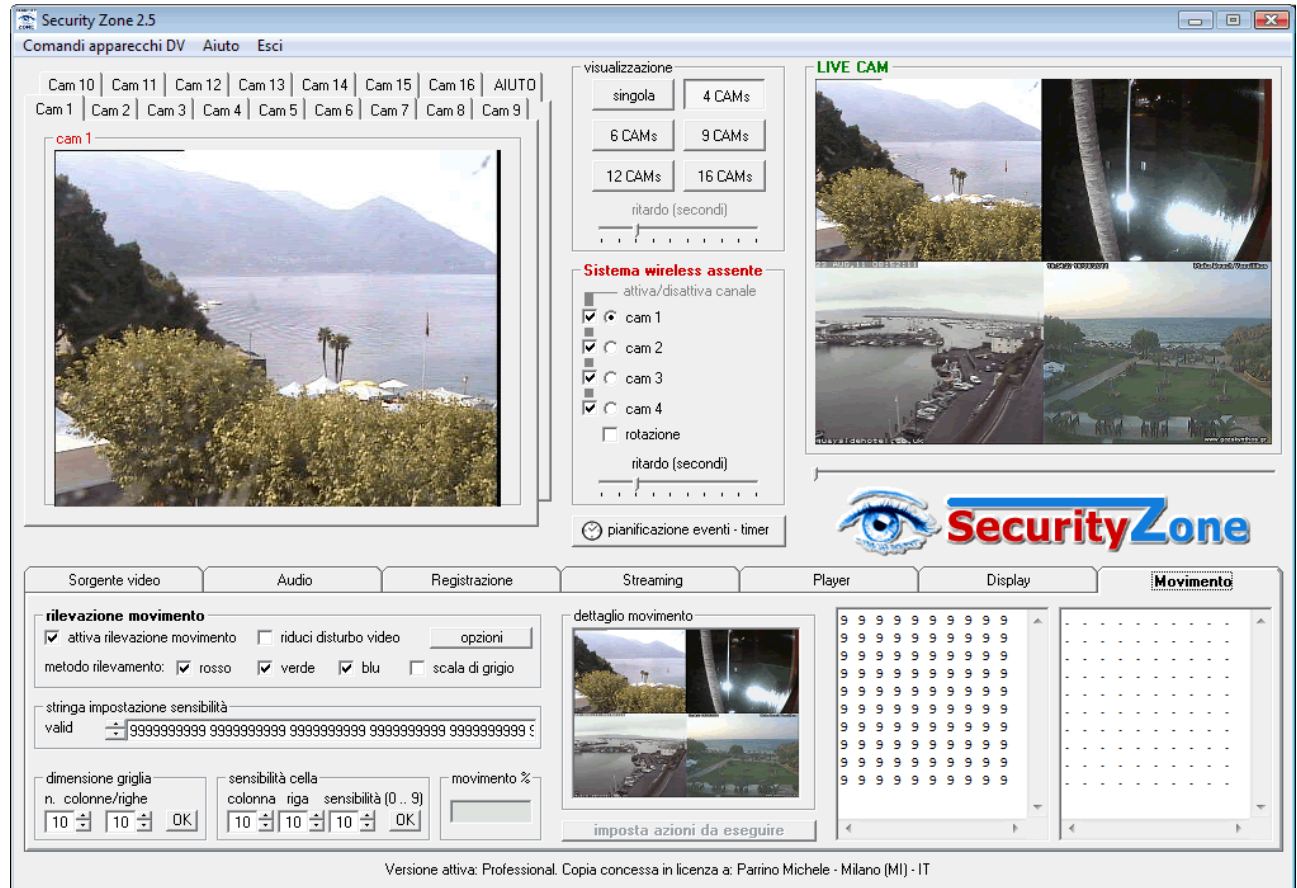 Security Zone 2.5
Comandi apparecchi DV Aiuto Esci
Cam 10 Cam 11 Cam 12 Cam 13 Cam 14 Cam 15 Cam 16 AIUTO
Cam 1 Cam 2 Cam 3 Cam 4 Cam 5 Cam 6 Cam 7 Cam 8 Cam 9
cam 1
visualizzazione
singola 4 CAMs
6 CAMs 9 CAMs
12 CAMs 16 CAMs
ritardo (secondi)
Sistema wireless assente
attiva/disattiva canale
cam 1
cam 2
cam 3
cam 4
rotazione
ritardo (secondi)
pianificazione eventi - timer
LIVE CAM
quaysidehotel.co.uk
www.gozakynthos.gr
SecurityZone
Sorgente video Audio Registrazione Streaming Player Display Movimento
rilevazione movimento
attiva rilevazione movimento riduci disturbo video opzioni
metodo rilevamento: rosso verde blu scala di grigio
stringa impostazione sensibilità
valid 9999999999 9999999999 9999999999 9999999999 9999999999 9
dimensione griglia
n. colonne/righe
10 10 OK
sensibilità cella
colonna riga sensibilità (0 .. 9)
10 10 10 OK
movimento %
dettaglio movimento
imposta azioni da eseguire
9 9 9 9 9 9 9 9 9 9
9 9 9 9 9 9 9 9 9 9
9 9 9 9 9 9 9 9 9 9
9 9 9 9 9 9 9 9 9 9
9 9 9 9 9 9 9 9 9 9
9 9 9 9 9 9 9 9 9 9
9 9 9 9 9 9 9 9 9 9
9 9 9 9 9 9 9 9 9 9
9 9 9 9 9 9 9 9 9 9
9 9 9 9 9 9 9 9 9 9
. . . . . . . . . .
. . . . . . . . . .
. . . . . . . . . .
. . . . . . . . . .
. . . . . . . . . .
. . . . . . . . . .
. . . . . . . . . .
. . . . . . . . . .
. . . . . . . . . .
. . . . . . . . . .
Versione attiva: Professional. Copia concessa in licenza a: Parrino Michele - Milano (MI) - IT